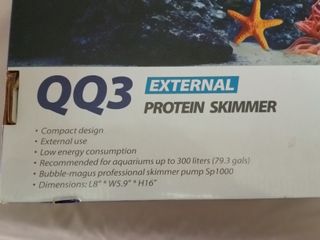 QQ3 EXTERNAL
PROTEIN SKIMMER
• Compact design
• External use
• Low energy consumption
• Recommended for aquariums up to 300 liters (79.3 gals)
• Bubble-magus professional skimmer pump Sp1000
• Dimensions: L8" * W5.9" * H16"